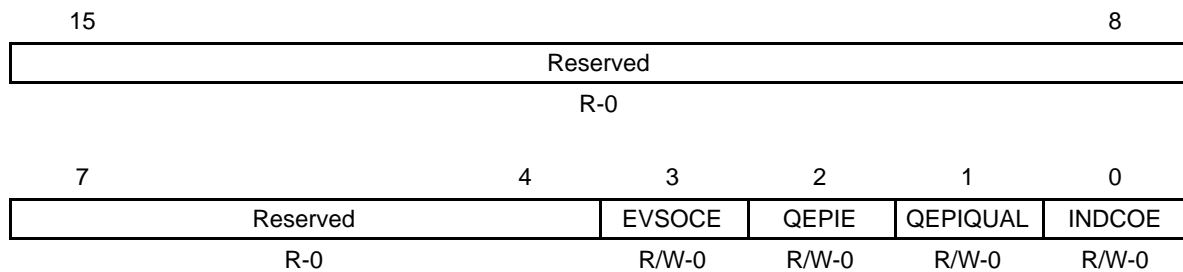 15 8
Reserved
R-0
7 4 3 2 1 0
Reserved EVSOCE QEPIE QEPIQUAL INDCOE
R-0 R/W-0 R/W-0 R/W-0 R/W-0